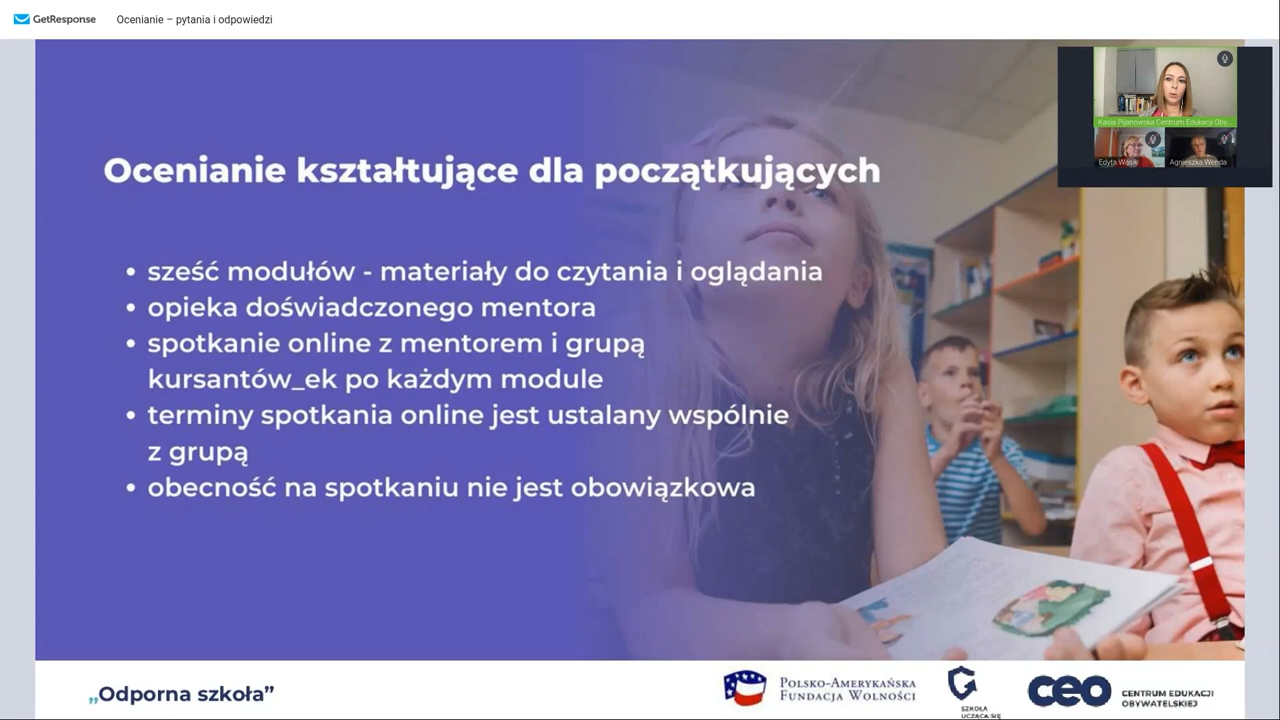 GetResponse
Ocenianie – pytania i odpowiedzi
Kasia Pijanowska Centrum Edukacji Oby...
Edyta Wąsik
Agnieszka Wenda
Ocenianie kształtujące dla początkujących
• sześć modułów - materiały do czytania i oglądania
• opieka doświadczonego mentora
• spotkanie online z mentorem i grupą
kursantów_ek po każdym module
• terminy spotkania online jest ustalany wspólnie
z grupą
• obecność na spotkaniu nie jest obowiązkowa
„Odporna szkoła”
Polsko-Amerykańska
Fundacja Wolności
SZKOŁA
UCZĄCA SIĘ
ceo
CENTRUM EDUKACJI
OBYWATELSKIEJ